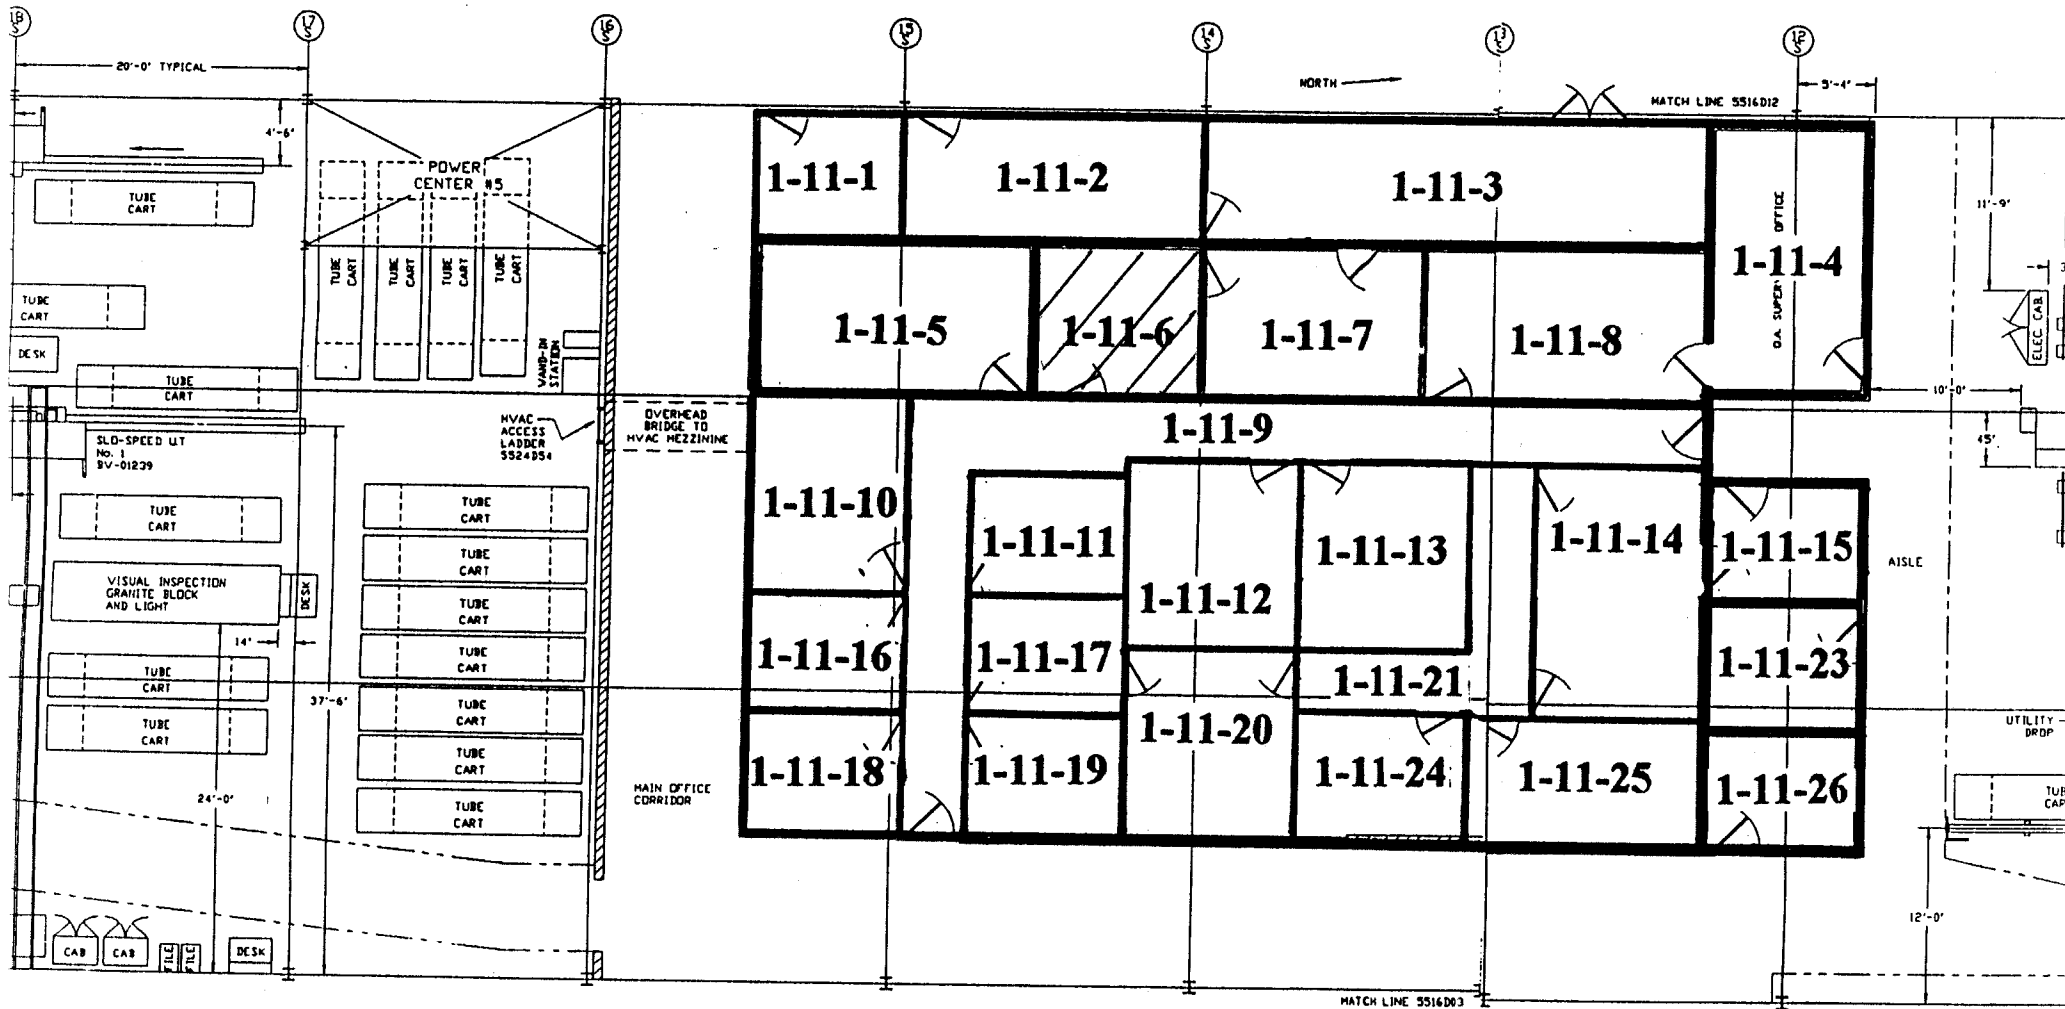 18
S
17
S
16
S
15
S
14
S
13
S
12
S
20'-0" TYPICAL
NORTH
MATCH LINE 5516D12
5'-4"
4'-6"
POWER
CENTER #5
TUBE
CART
TUBE
CART
TUBE
CART
TUBE
CART
TUBE
CART
TUBE
CART
DESK
TUBE
CART
WAND-IN
STATION
HVAC
ACCESS
LADDER
5524D54
OVERHEAD
BRIDGE TO
HVAC MEZZININE
SLO-SPEED UT
No. 1
BV-01239
TUBE
CART
VISUAL INSPECTION
GRANITE BLOCK
AND LIGHT
DESK
14"
TUBE
CART
TUBE
CART
37'-6"
24'-0"
TUBE
CART
TUBE
CART
TUBE
CART
TUBE
CART
TUBE
CART
TUBE
CART
TUBE
CART
CAB
CAB
FILE
FILE
DESK
MAIN OFFICE
CORRIDOR
1-11-1
1-11-2
1-11-3
1-11-4
Q.A. SUPERV OFFICE
1-11-5
1-11-6
1-11-7
1-11-8
1-11-9
1-11-10
1-11-11
1-11-12
1-11-13
1-11-14
1-11-15
1-11-16
1-11-17
1-11-18
1-11-19
1-11-20
1-11-21
1-11-23
1-11-24
1-11-25
1-11-26
11'-9"
ELEC. CAB.
3
10'-0"
45"
AISLE
UTILITY
DROP
TUB
CAR
12'-0"
MATCH LINE 5516D03